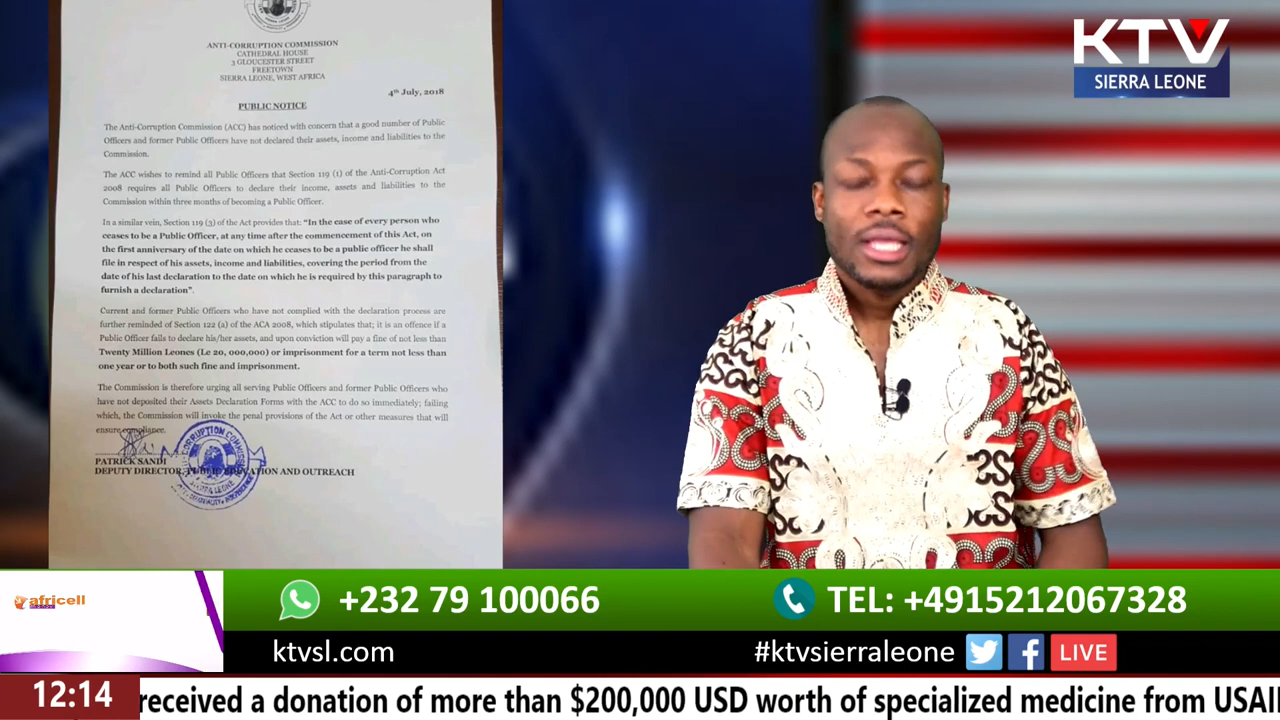 ANTI-CORRUPTION COMMISSION
CATHEDRAL HOUSE
3 GLOUCESTER STREET
FREETOWN
SIERRA LEONE, WEST AFRICA
4th July, 2018
PUBLIC NOTICE
The Anti-Corruption Commission (ACC) has noticed with concern that a good number of Public
Officers and former Public Officers have not declared their assets, income and liabilities to the
Commission.
The ACC wishes to remind all Public Officers that Section 119 (1) of the Anti-Corruption Act
2008 requires all Public Officers to declare their income, assets and liabilities to the
Commission within three months of becoming a Public Officer.
In a similar vein, Section 119 (3) of the Act provides that: “In the case of every person who
ceases to be a Public Officer, at any time after the commencement of this Act, on
the first anniversary of the date on which he ceases to be a public officer he shall
file in respect of his assets, income and liabilities, covering the period from the
date of his last declaration to the date on which he is required by this paragraph to
furnish a declaration”.
Current and former Public Officers who have not complied with the declaration process are
further reminded of Section 122 (a) of the ACA 2008, which stipulates that; it is an offence if a
Public Officer fails to declare his/her assets, and upon conviction will pay a fine of not less than
Twenty Million Leones (Le 20, 000,000) or imprisonment for a term not less than
one year or to both such fine and imprisonment.
The Commission is therefore urging all serving Public Officers and former Public Officers who
have not deposited their Assets Declaration Forms with the ACC to do so immediately; failing
which, the Commission will invoke the penal provisions of the Act or other measures that will
ensure compliance.
PATRICK SANDI
DEPUTY DIRECTOR, PUBLIC EDUCATION AND OUTREACH
KTV
SIERRA LEONE
africell
+232 79 100066
TEL: +4915212067328
ktvsl.com
#ktvsierraleone
LIVE
12:14
received a donation of more than $200,000 USD worth of specialized medicine from USAI